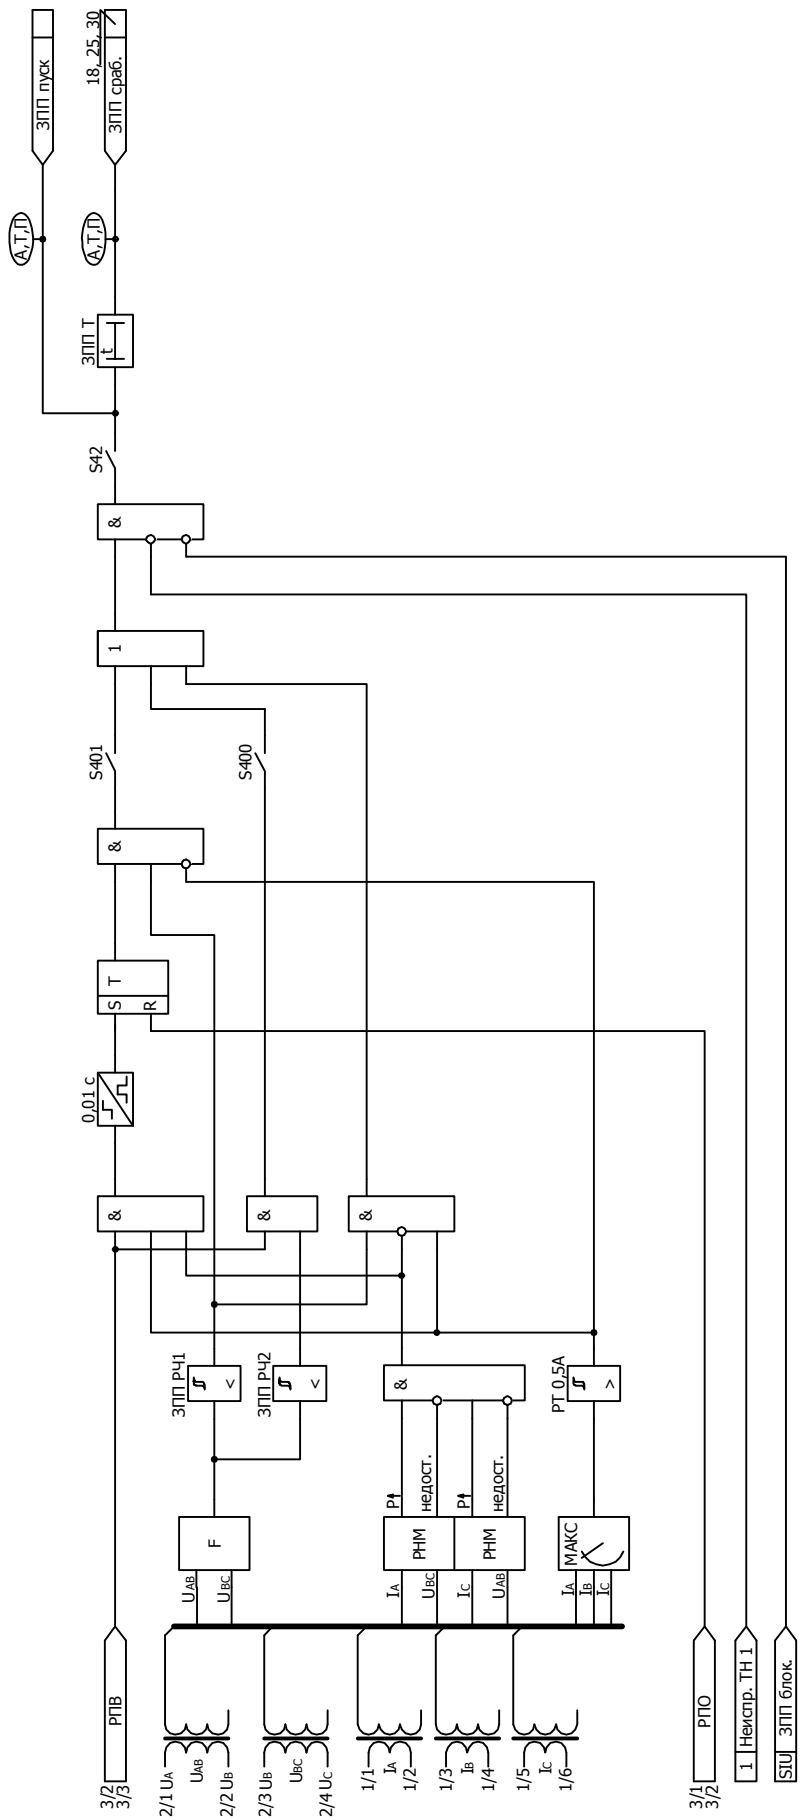 ЗПП пуск
18, 25, 30
ЗПП сраб.
А,Т,П
А,Т,П
ЗПП Т
t
S42
&
1
S401
S400
&
S T
R
0,01 с
&
&
&
ЗПП РЧ1
<
ЗПП РЧ2
<
&
РТ 0,5А
>
P
недост.
P
недост.
F
РНМ
РНМ
МАКС
UAB
UBC
IA
UBC
IC
UAB
IA
IB
IC
3/2
3/3
РПВ
2/1 UA
UAB
2/2 UB
2/3 UB
UBC
2/4 UC
1/1
IA
1/2
1/3
IB
1/4
1/5
IC
1/6
3/1
3/2
РПО
1 Неиспр. ТН 1
SIU ЗПП блок.